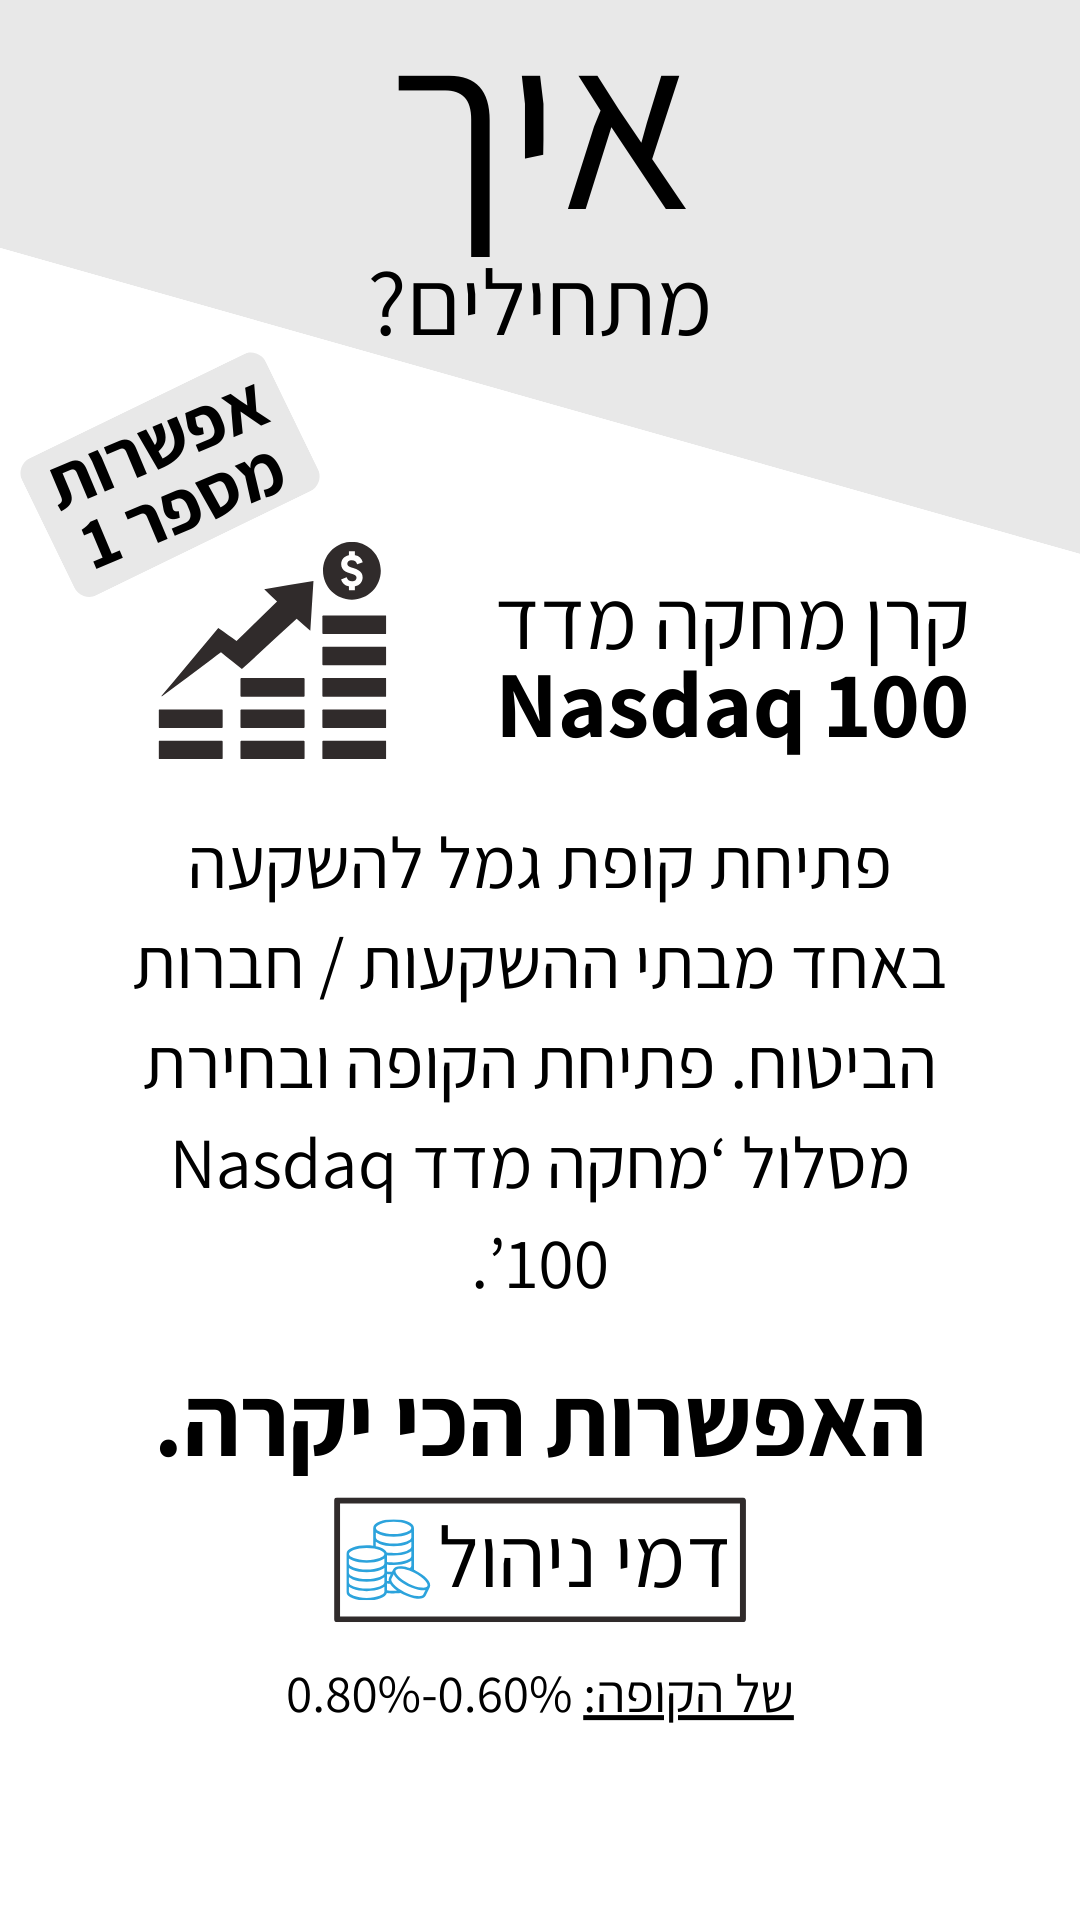 איך
מתחילים?
אפשרות
מספר 1
$
קרן מחקה מדד
Nasdaq 100
פתיחת קופת גמל להשקעה
באחד מבתי ההשקעות / חברות
הביטוח. פתיחת הקופה ובחירת
מסלול ‘מחקה מדד Nasdaq
100’.
האפשרות הכי יקרה.
דמי ניהול
של הקופה: 0.60%-0.80%